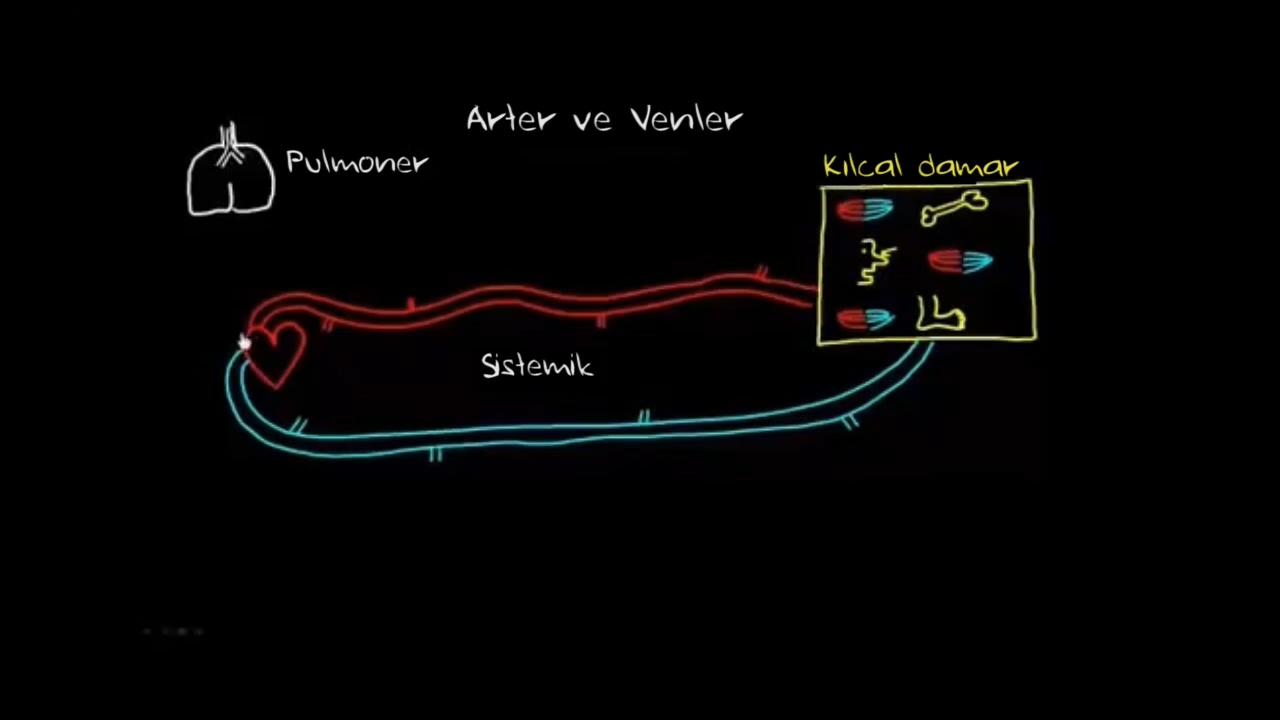 Arter ve Venler
Pulmoner
Kılcal damar
Sistemik